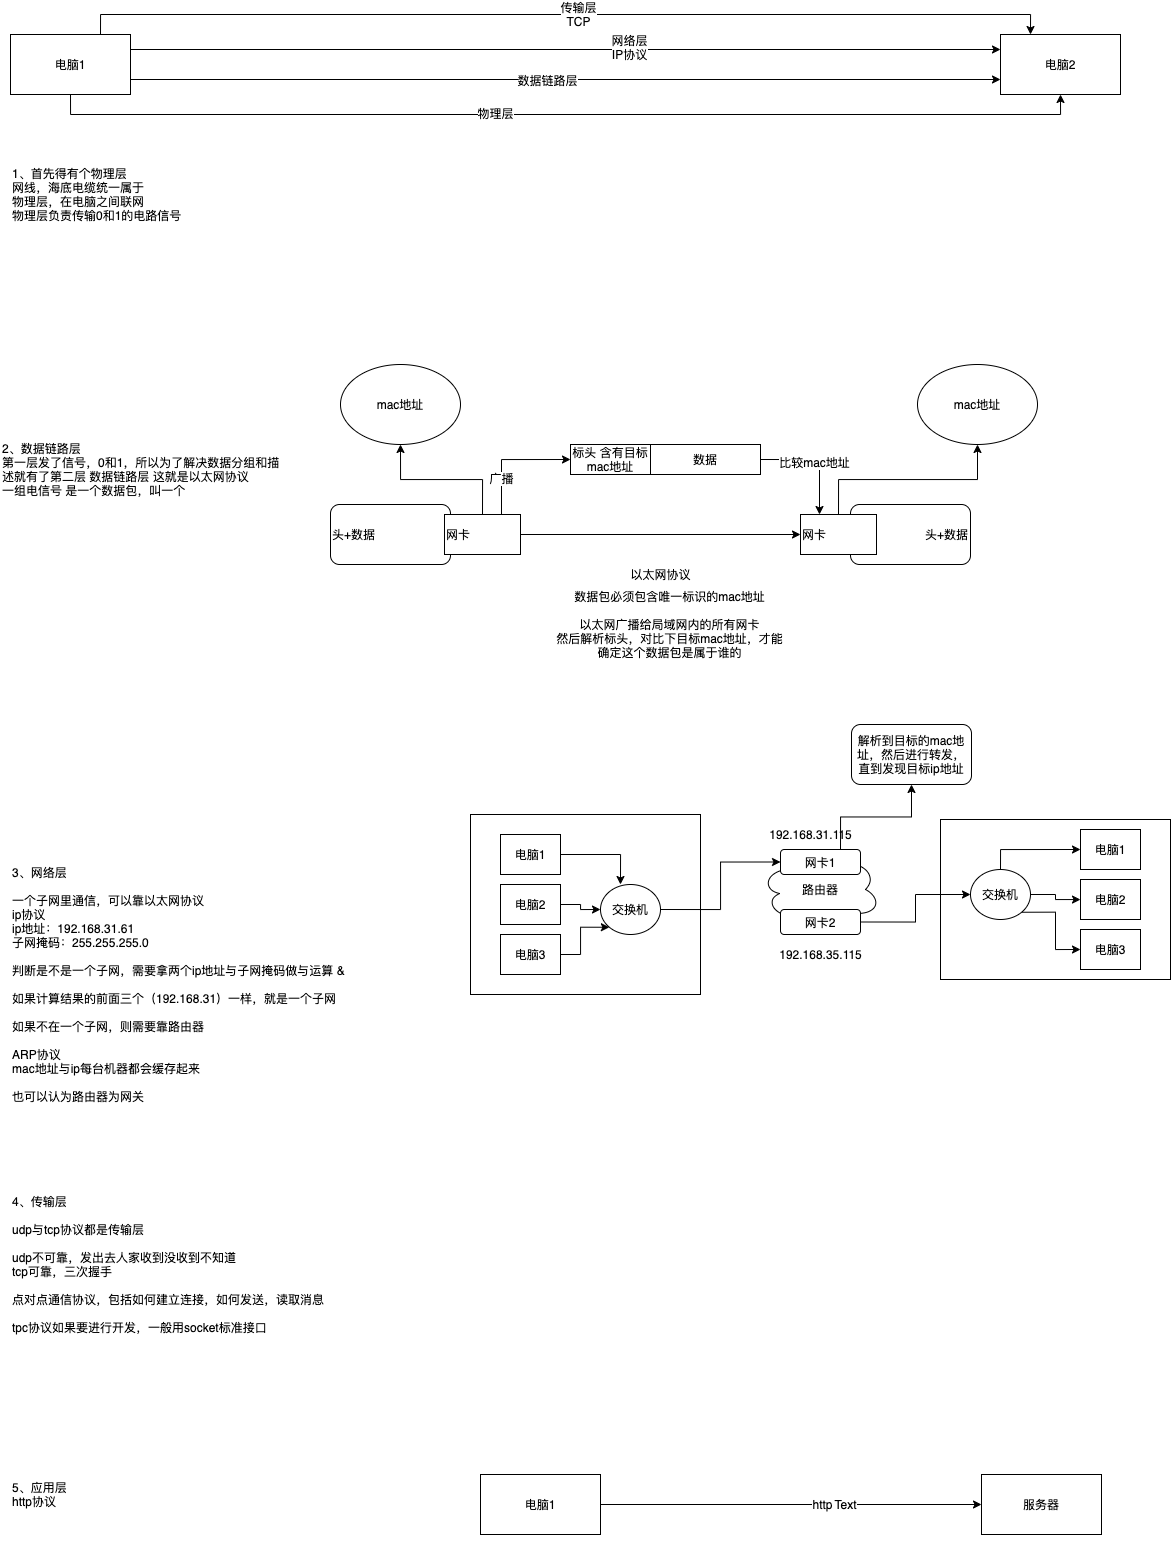 传输层
TCP
网络层
IP协议
电脑1
电脑2
数据链路层
物理层
1、首先得有个物理层
网线，海底电缆统一属于
物理层，在电脑之间联网
物理层负责传输0和1的电路信号
mac地址
mac地址
2、数据链路层
第一层发了信号，0和1，所以为了解决数据分组和描
述就有了第二层 数据链路层 这就是以太网协议
一组电信号 是一个数据包，叫一个
标头 含有目标
mac地址
数据
比较mac地址
广播
头+数据
网卡
网卡
头+数据
以太网协议
数据包必须包含唯一标识的mac地址
以太网广播给局域网内的所有网卡
然后解析标头，对比下目标mac地址，才能
确定这个数据包是属于谁的
解析到目标的mac地
址，然后进行转发，
直到发现目标ip地址
电脑1
电脑2
电脑3
交换机
192.168.31.115
网卡1
路由器
网卡2
192.168.35.115
交换机
电脑1
电脑2
电脑3
3、网络层
一个子网里通信，可以靠以太网协议
ip协议
ip地址：192.168.31.61
子网掩码：255.255.255.0
判断是不是一个子网，需要拿两个ip地址与子网掩码做与运算 &
如果计算结果的前面三个（192.168.31）一样，就是一个子网
如果不在一个子网，则需要靠路由器
ARP协议
mac地址与ip每台机器都会缓存起来
也可以认为路由器为网关
4、传输层
udp与tcp协议都是传输层
udp不可靠，发出去人家收到没收到不知道
tcp可靠，三次握手
点对点通信协议，包括如何建立连接，如何发送，读取消息
tpc协议如果要进行开发，一般用socket标准接口
5、应用层
http协议
电脑1
http Text
服务器